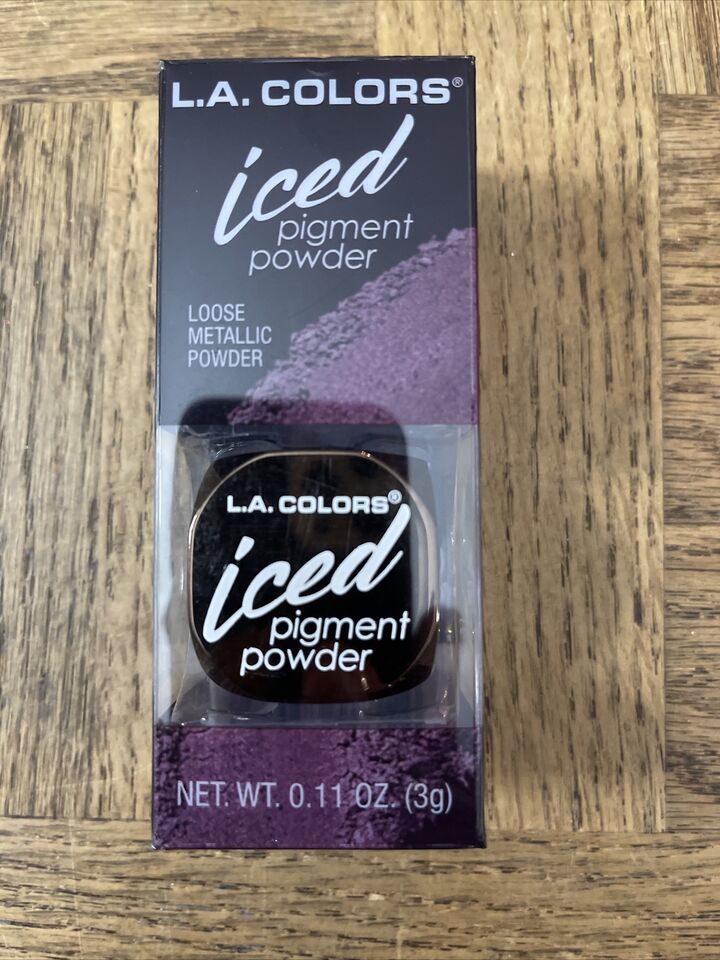 L.A. COLORS®
iced
pigment
powder
LOOSE
METALLIC
POWDER
L.A. COLORS®
iced
pigment
powder
NET. WT. 0.11 OZ. (3g)